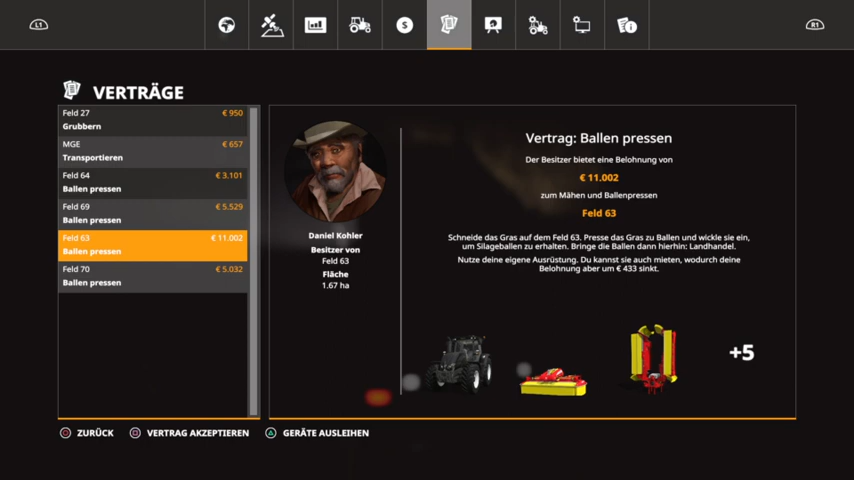 L1
$
R1
VERTRÄGE
Feld 27 € 950
Grubbern
MGE € 657
Transportieren
Feld 64 € 3.101
Ballen pressen
Feld 69 € 5.529
Ballen pressen
Feld 63 € 11.002
Ballen pressen
Feld 70 € 5.032
Ballen pressen
Daniel Kohler
Besitzer von
Feld 63
Fläche
1.67 ha
Vertrag: Ballen pressen
Der Besitzer bietet eine Belohnung von
€ 11.002
zum Mähen und Ballenpressen
Feld 63
Schneide das Gras auf dem Feld 63. Presse das Gras zu Ballen und wickle sie ein,
um Silageballen zu erhalten. Bringe die Ballen dann hierhin: Landhandel.
Nutze deine eigene Ausrüstung. Du kannst sie auch mieten, wodurch deine
Belohnung aber um € 433 sinkt.
+5
ZURÜCK VERTRAG AKZEPTIEREN GERÄTE AUSLEIHEN